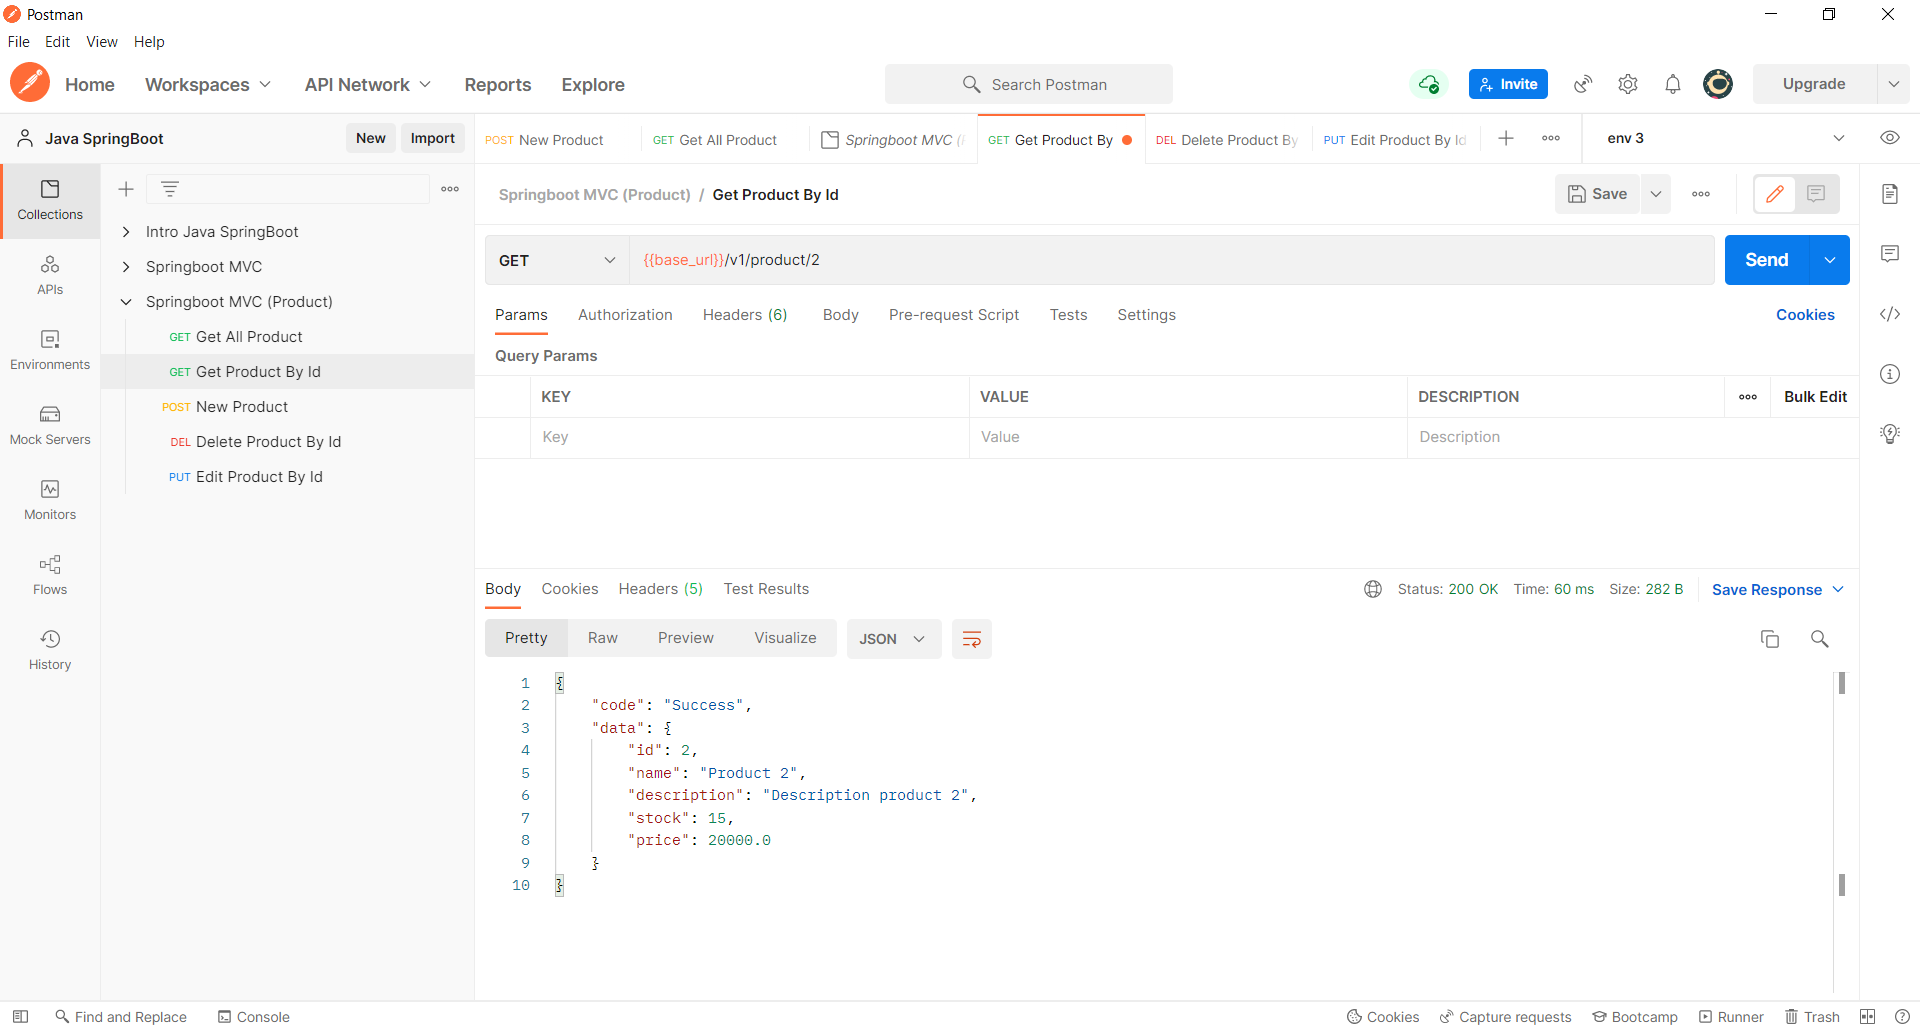 Postman
File Edit View Help
Home Workspaces API Network Reports Explore Search Postman Invite Upgrade
Java SpringBoot New Import
POST New Product GET Get All Product Springboot MVC ( GET Get Product By DEL Delete Product By PUT Edit Product By Id env 3
Collections
APIs
Environments
Mock Servers
Monitors
Flows
History
Intro Java SpringBoot
Springboot MVC
Springboot MVC (Product)
GET Get All Product
GET Get Product By Id
POST New Product
DEL Delete Product By Id
PUT Edit Product By Id
Springboot MVC (Product) / Get Product By Id Save
GET {{base_url}}/v1/product/2 Send
Params Authorization Headers (6) Body Pre-request Script Tests Settings Cookies
Query Params
KEY VALUE DESCRIPTION Bulk Edit
Key Value Description
Body Cookies Headers (5) Test Results Status: 200 OK Time: 60 ms Size: 282 B Save Response
Pretty Raw Preview Visualize JSON
1 {
2 "code": "Success",
3 "data": {
4 "id": 2,
5 "name": "Product 2",
6 "description": "Description product 2",
7 "stock": 15,
8 "price": 20000.0
9 }
10 }
Find and Replace Console Cookies Capture requests Bootcamp Runner Trash